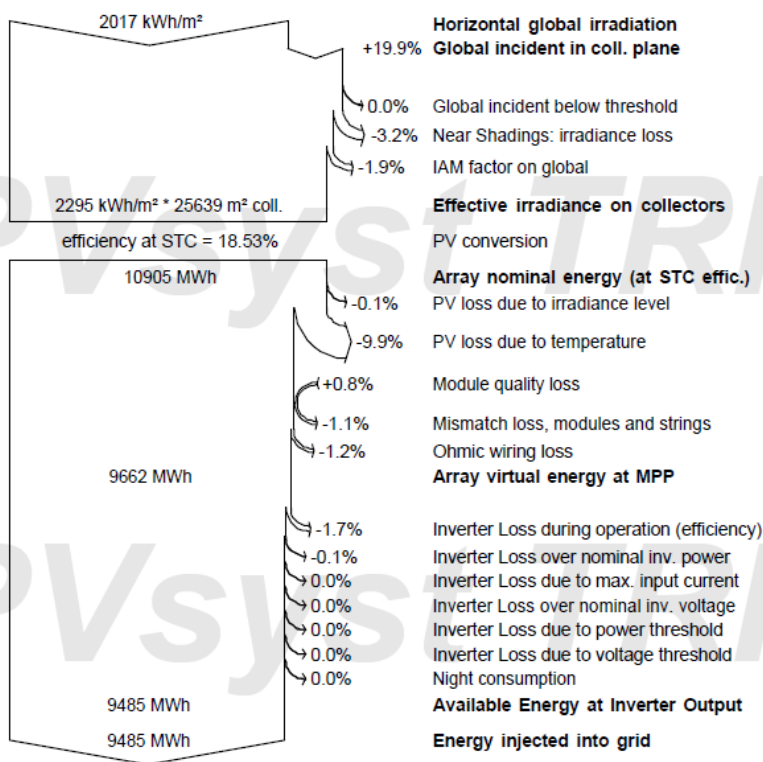 2017 kWh/m² Horizontal global irradiation
+19.9% Global incident in coll. plane
0.0% Global incident below threshold
-3.2% Near Shadings: irradiance loss
-1.9% IAM factor on global
2295 kWh/m² * 25639 m² coll. Effective irradiance on collectors
efficiency at STC = 18.53% PV conversion
PVsyst TRI
10905 MWh Array nominal energy (at STC effic.)
-0.1% PV loss due to irradiance level
-9.9% PV loss due to temperature
+0.8% Module quality loss
-1.1% Mismatch loss, modules and strings
-1.2% Ohmic wiring loss
9662 MWh Array virtual energy at MPP
-1.7% Inverter Loss during operation (efficiency)
-0.1% Inverter Loss over nominal inv. power
0.0% Inverter Loss due to max. input current
0.0% Inverter Loss over nominal inv. voltage
PVsyst TRI
0.0% Inverter Loss due to power threshold
0.0% Inverter Loss due to voltage threshold
0.0% Night consumption
9485 MWh Available Energy at Inverter Output
9485 MWh Energy injected into grid